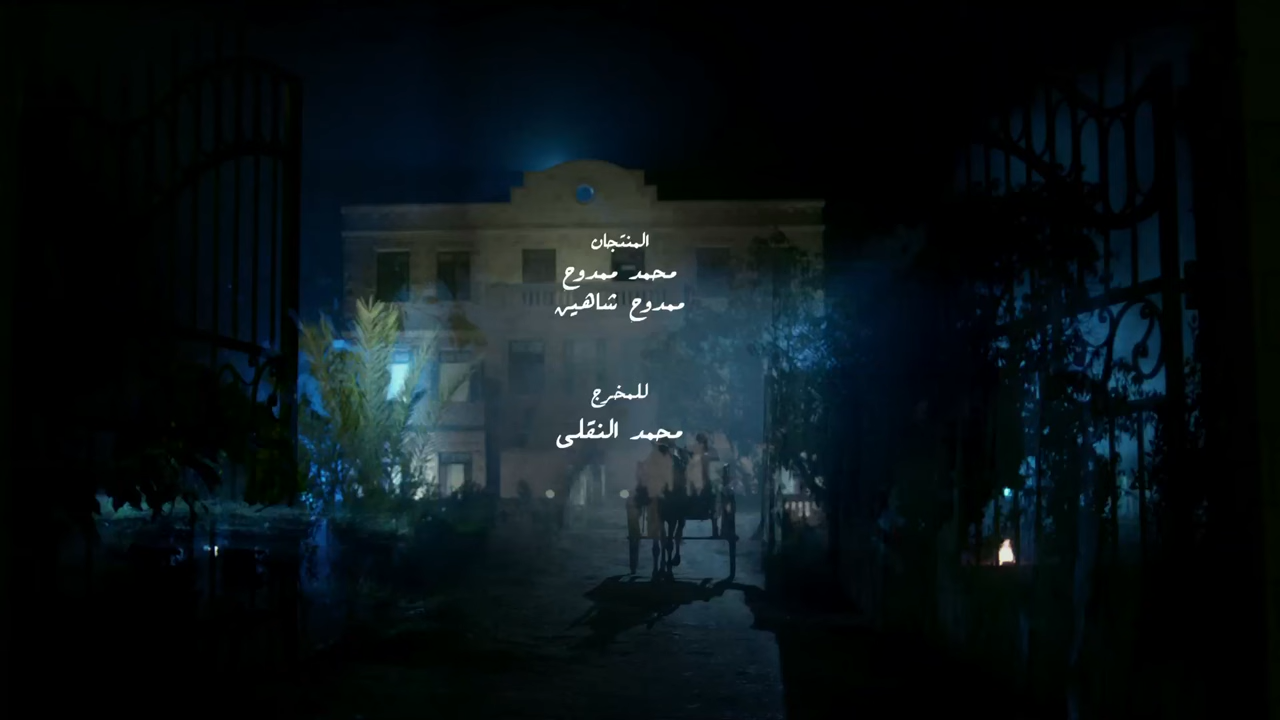 المنتجان
محمد ممدوح
ممدوح شاهين
للمخرج
محمد النقلى